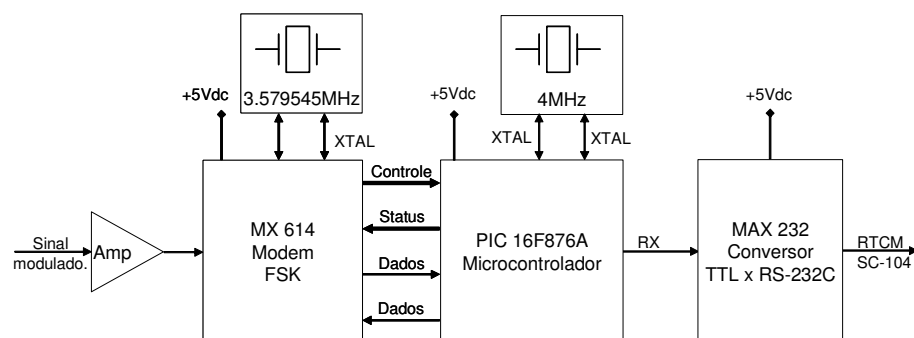 +5Vdc
3.579545MHz
XTAL
+5Vdc
4MHz
XTAL
XTAL
+5Vdc
Sinal
modulado.
Amp
MX 614
Modem
FSK
Controle
Status
Dados
Dados
PIC 16F876A
Microcontrolador
RX
MAX 232
Conversor
TTL x RS-232C
RTCM
SC-104